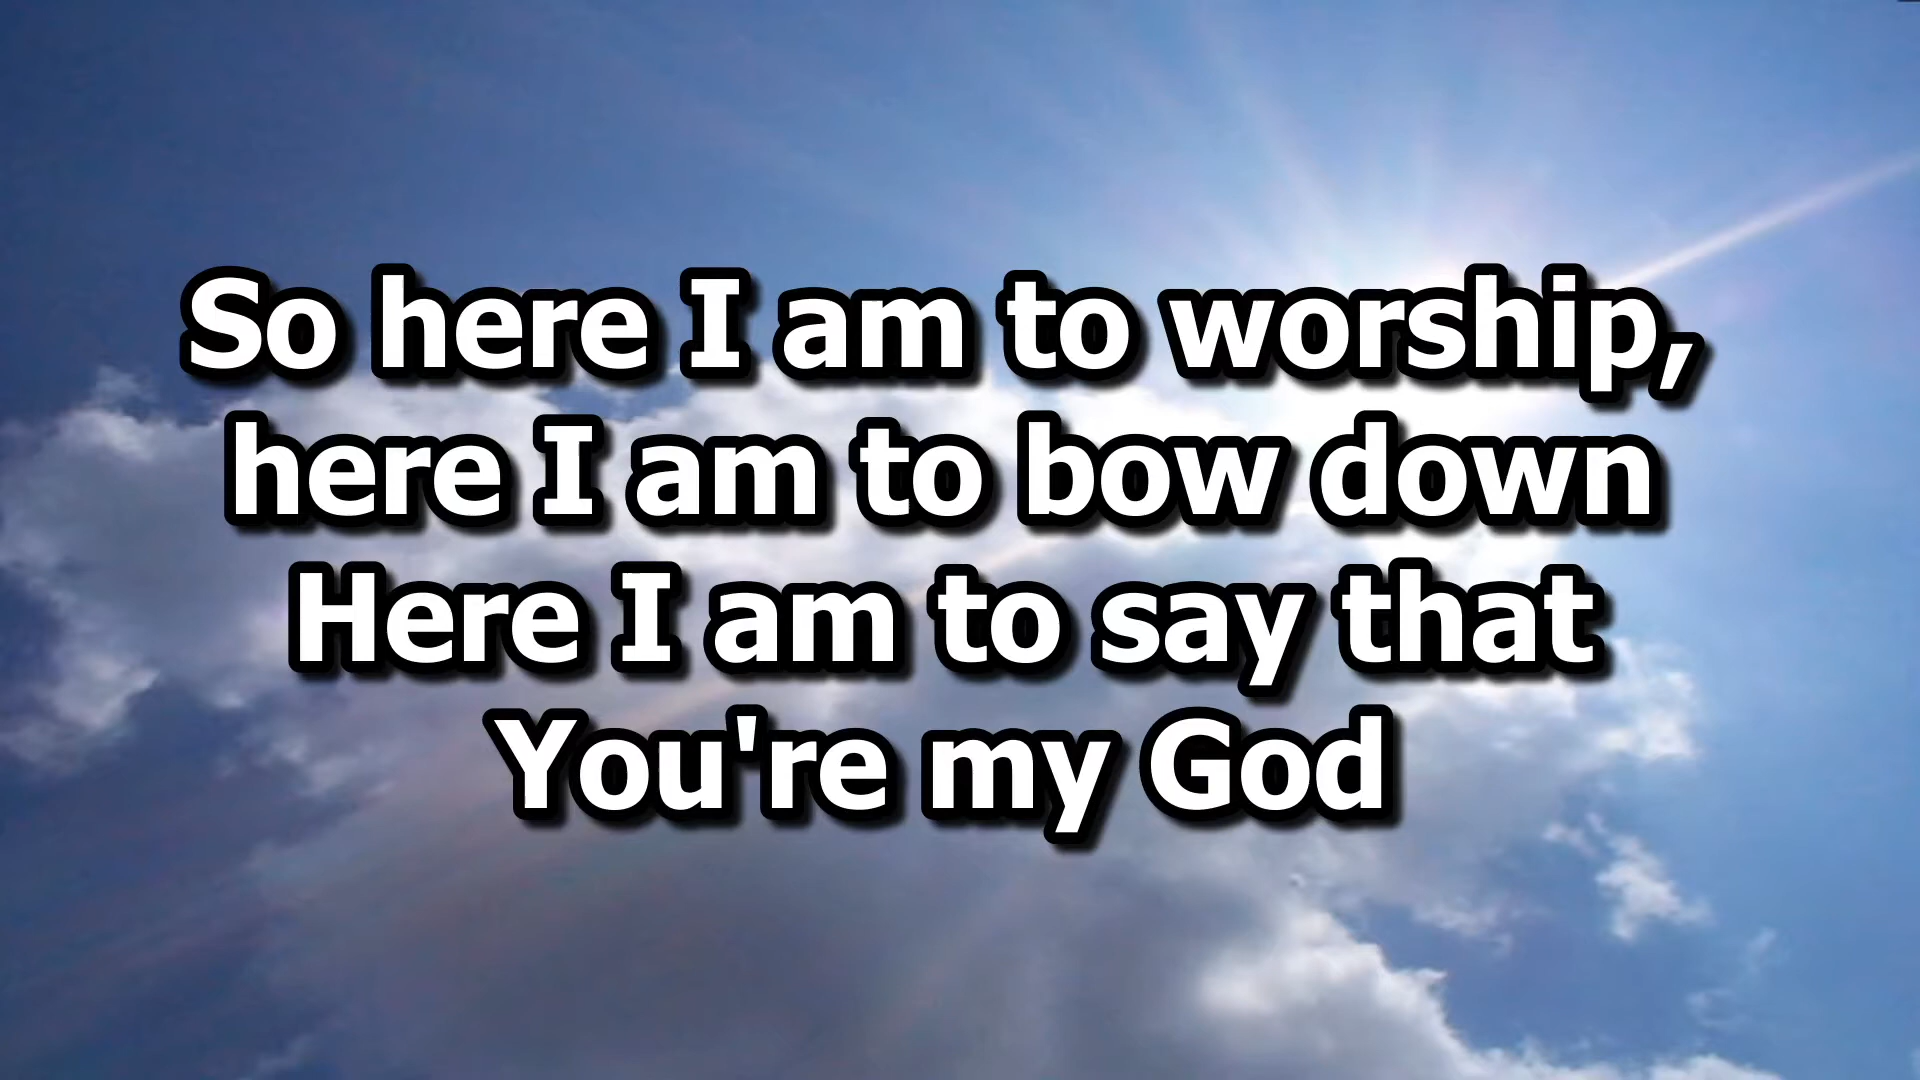 So here I am to worship,
here I am to bow down
Here I am to say that
You're my God